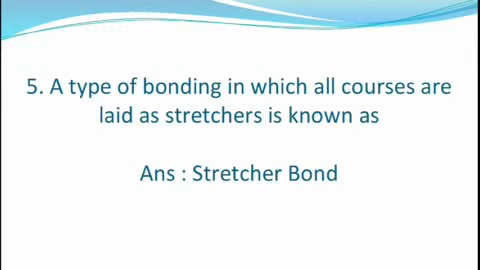 5. A type of bonding in which all courses are
laid as stretchers is known as
Ans : Stretcher Bond